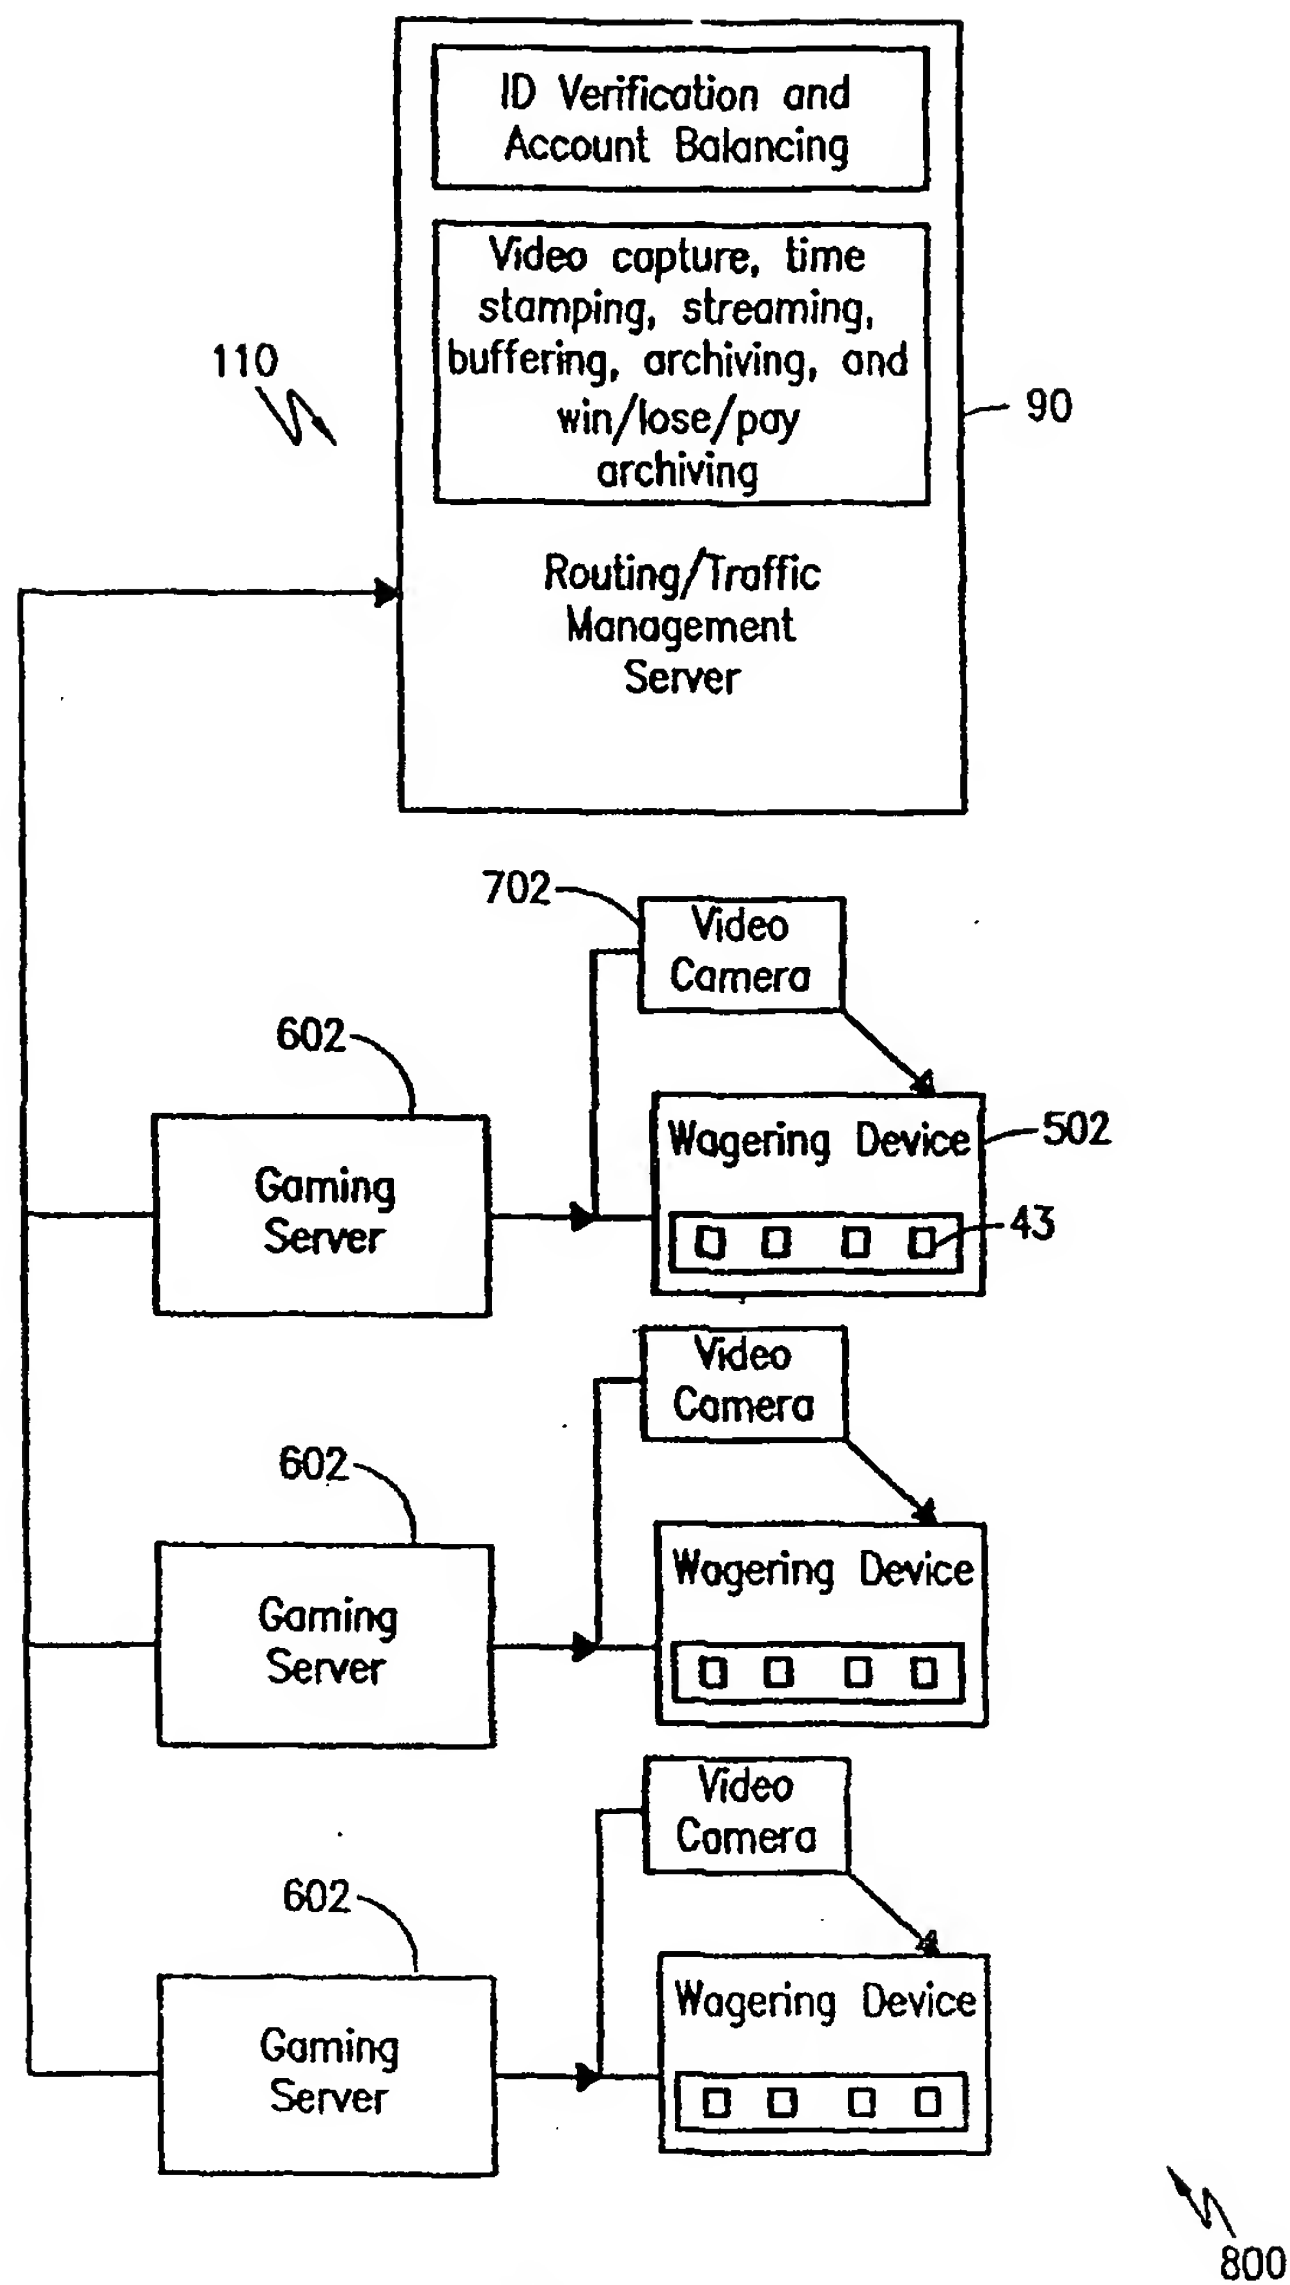 ID Verification and
Account Balancing
Video capture, time
stamping, streaming,
buffering, archiving, and
win/lose/pay
archiving
110
90
Routing/Traffic
Management
Server
702
Video
Camera
602
Wagering Device
502
Gaming
Server
43
Video
Camera
602
Wagering Device
Gaming
Server
Video
Camera
602
Wagering Device
Gaming
Server
800